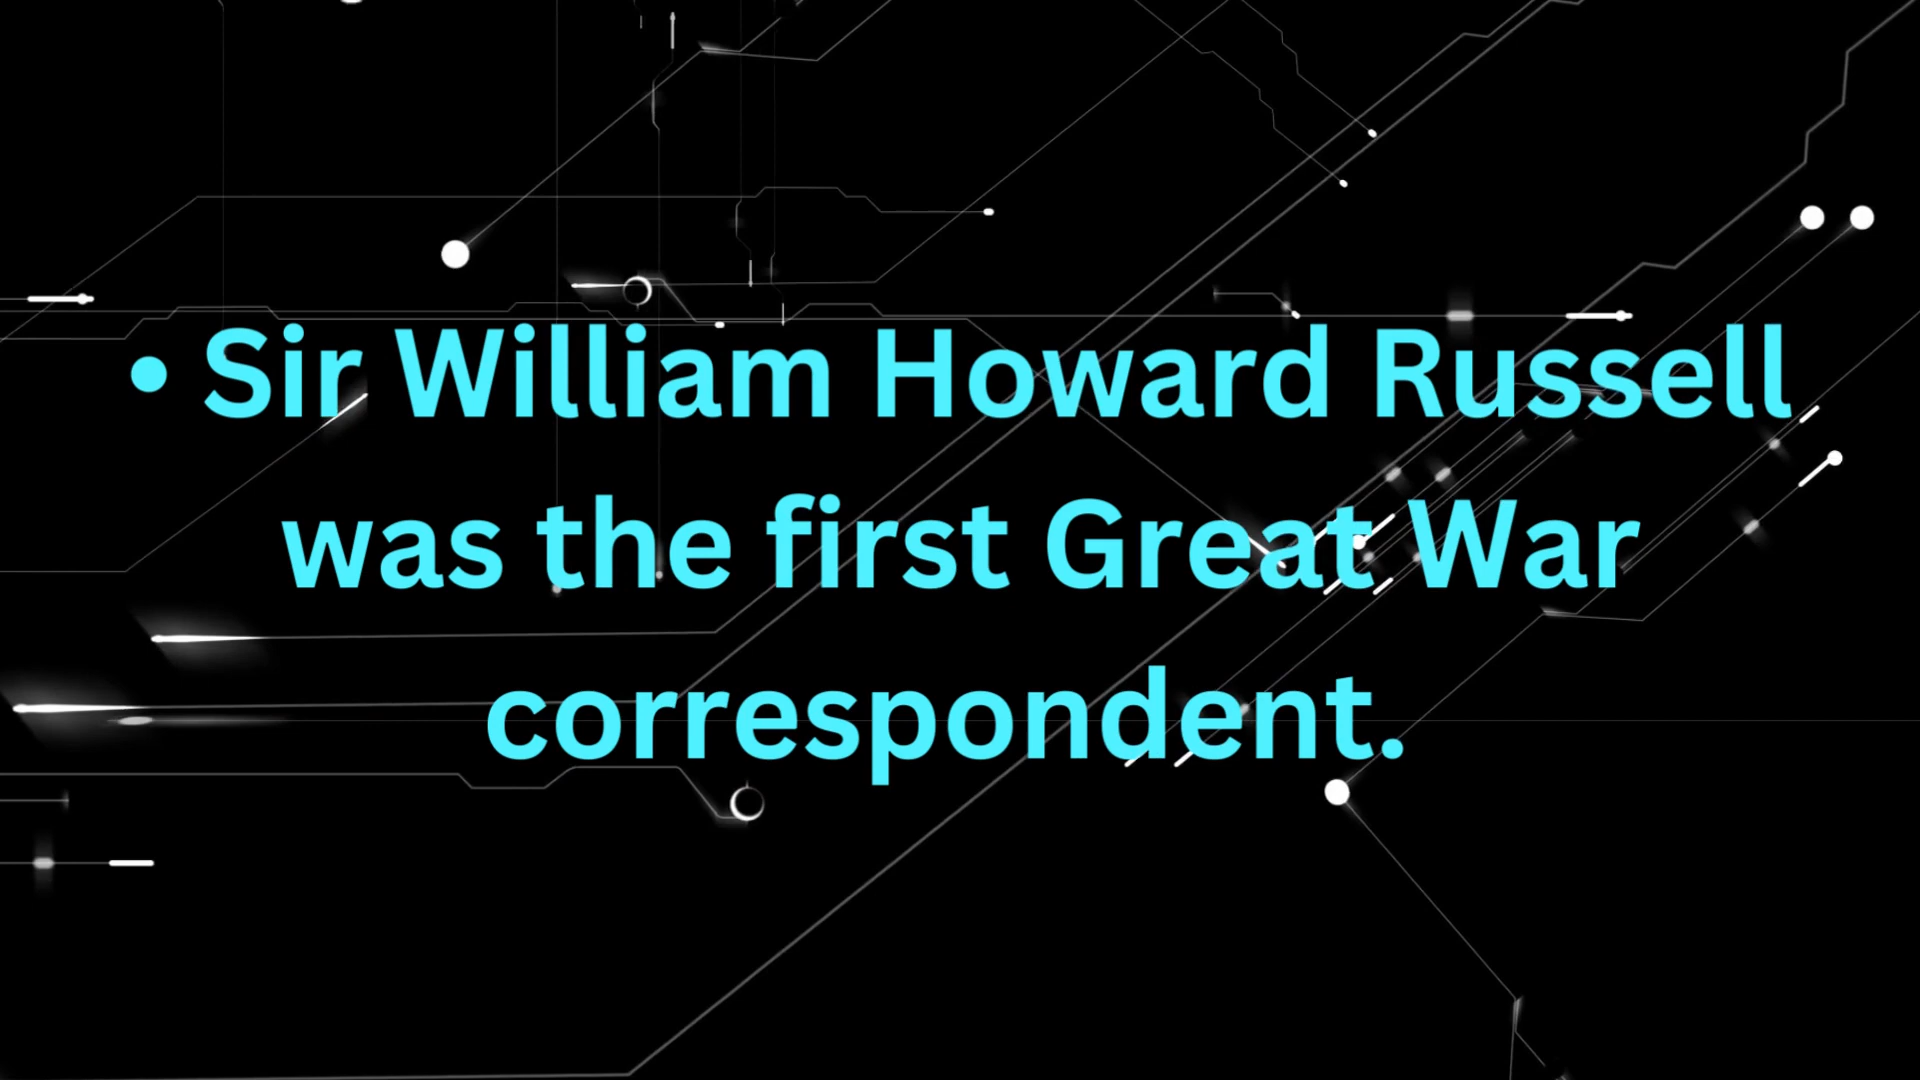 • Sir William Howard Russell
was the first Great War
correspondent.